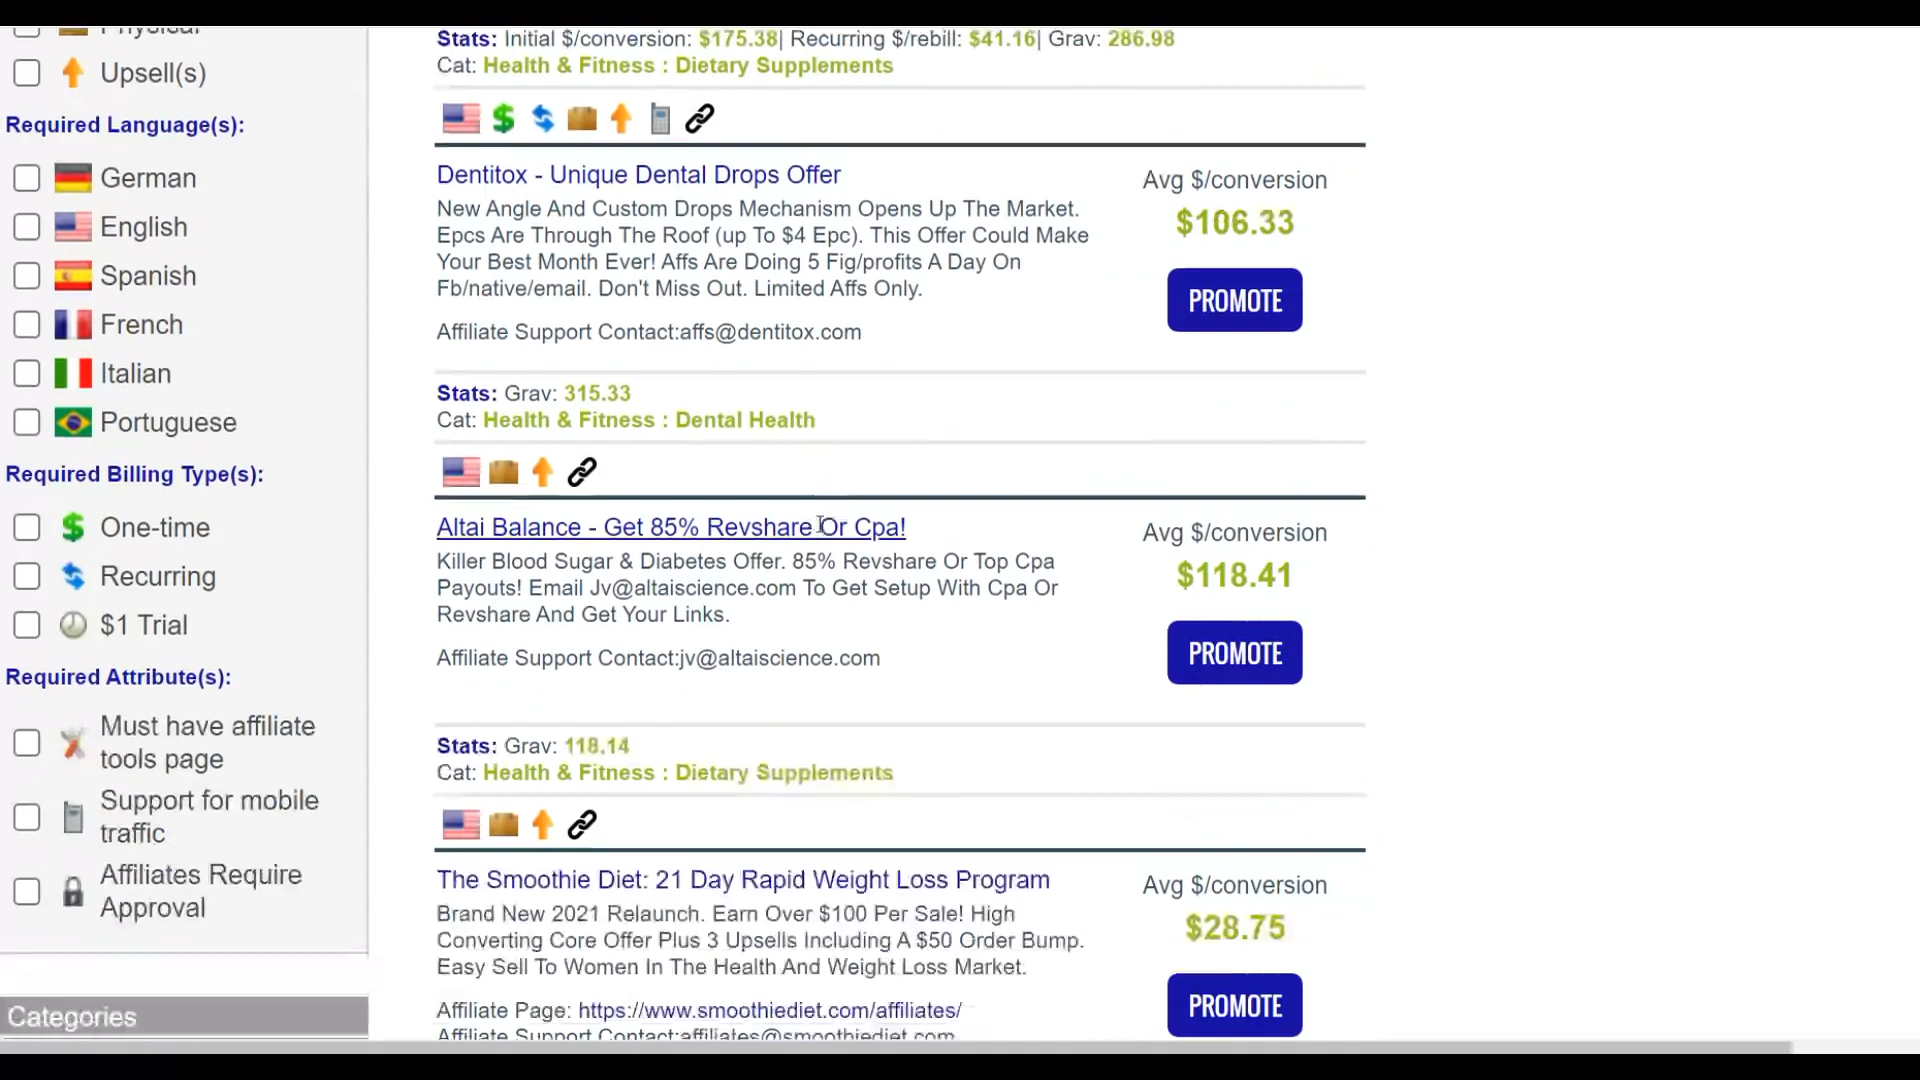 Physical
Upsell(s)
Required Language(s):
German
English
Spanish
French
Italian
Portuguese
Required Billing Type(s):
One-time
Recurring
$1 Trial
Required Attribute(s):
Must have affiliate
tools page
Support for mobile
traffic
Affiliates Require
Approval
Categories
Stats: Initial $/conversion: $175.38| Recurring $/rebill: $41.16| Grav: 286.98
Cat: Health & Fitness : Dietary Supplements
Dentitox - Unique Dental Drops Offer
New Angle And Custom Drops Mechanism Opens Up The Market.
Epcs Are Through The Roof (up To $4 Epc). This Offer Could Make
Your Best Month Ever! Affs Are Doing 5 Fig/profits A Day On
Fb/native/email. Don't Miss Out. Limited Affs Only.
Affiliate Support Contact:affs@dentitox.com
Avg $/conversion
$106.33
PROMOTE
Stats: Grav: 315.33
Cat: Health & Fitness : Dental Health
Altai Balance - Get 85% Revshare Or Cpa!
Killer Blood Sugar & Diabetes Offer. 85% Revshare Or Top Cpa
Payouts! Email Jv@altaiscience.com To Get Setup With Cpa Or
Revshare And Get Your Links.
Affiliate Support Contact:jv@altaiscience.com
Avg $/conversion
$118.41
PROMOTE
Stats: Grav: 118.14
Cat: Health & Fitness : Dietary Supplements
The Smoothie Diet: 21 Day Rapid Weight Loss Program
Brand New 2021 Relaunch. Earn Over $100 Per Sale! High
Converting Core Offer Plus 3 Upsells Including A $50 Order Bump.
Easy Sell To Women In The Health And Weight Loss Market.
Affiliate Page: https://www.smoothiediet.com/affiliates/
Affiliate Support Contact:affiliates@smoothiediet.com
Avg $/conversion
$28.75
PROMOTE